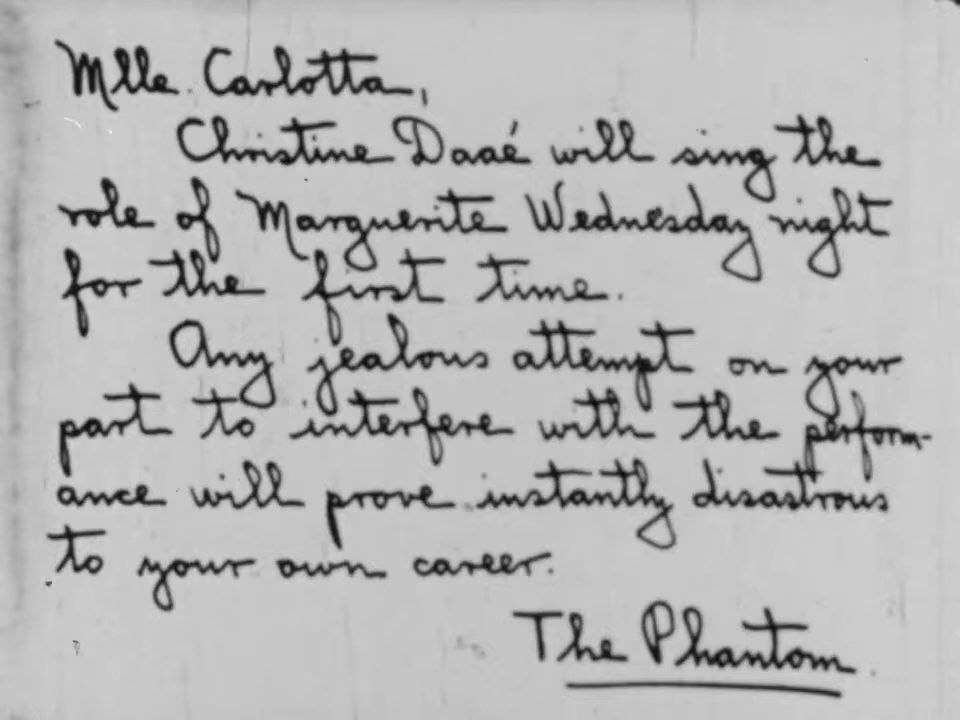 Mlle. Carlotta,
Christine Daaé will sing the
role of Marguerite Wednesday night
for the first time.
Any jealous attempt on your
part to interfere with the perform-
ance will prove instantly disastrous
to your own career.
The Phantom